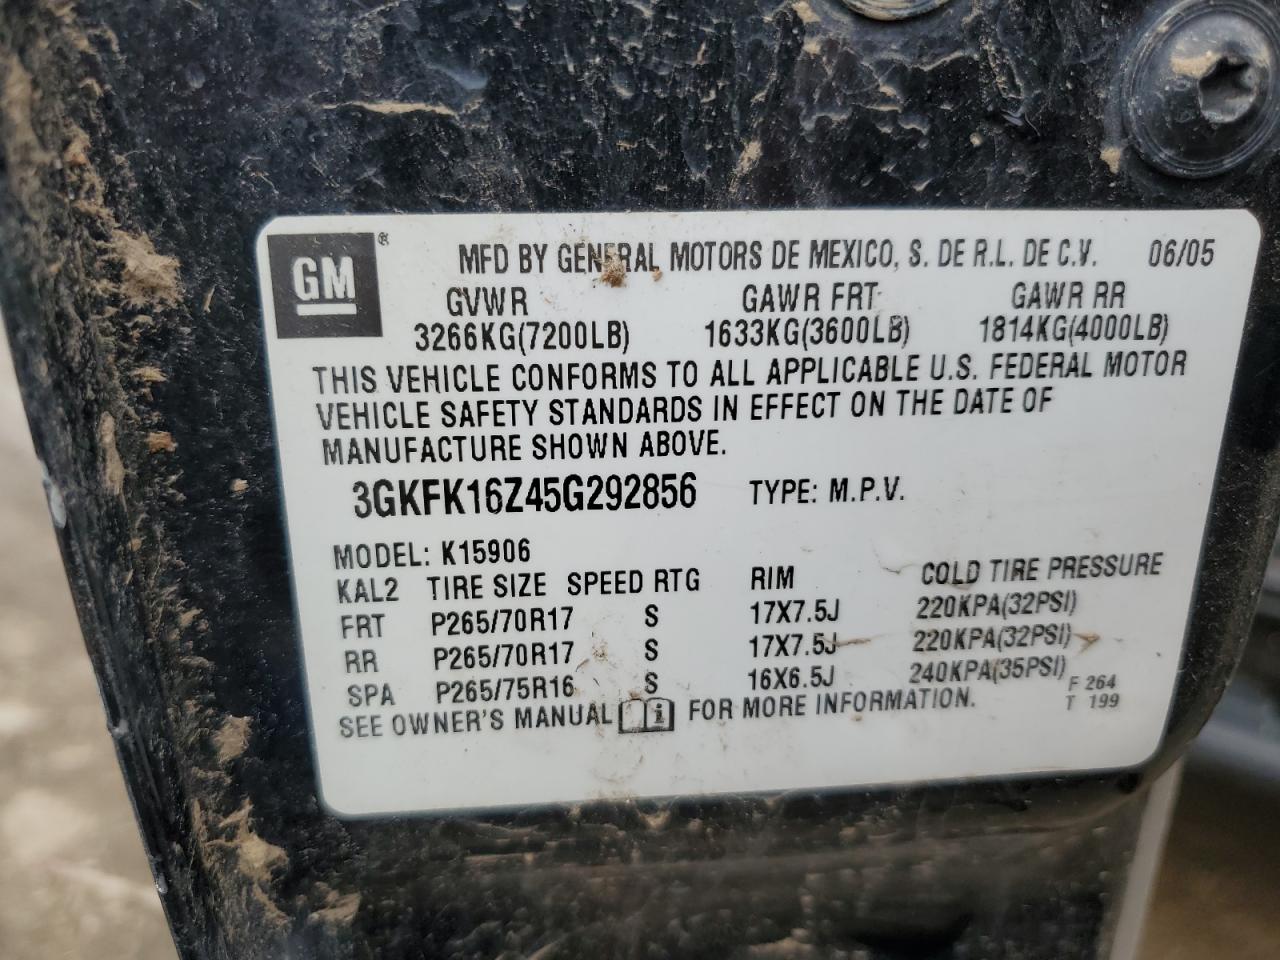 GM ® MFD BY GENERAL MOTORS DE MEXICO, S. DE R.L. DE C.V. 06/05
GVWR GAWR FRT GAWR RR
3266KG(7200LB) 1633KG(3600LB) 1814KG(4000LB)
THIS VEHICLE CONFORMS TO ALL APPLICABLE U.S. FEDERAL MOTOR
VEHICLE SAFETY STANDARDS IN EFFECT ON THE DATE OF
MANUFACTURE SHOWN ABOVE.
3GKFK16Z45G292856 TYPE: M.P.V.
MODEL: K15906
KAL2 TIRE SIZE SPEED RTG RIM COLD TIRE PRESSURE
FRT P265/70R17 S 17X7.5J 220KPA(32PSI)
RR P265/70R17 S 17X7.5J 220KPA(32PSI)
SPA P265/75R16 S 16X6.5J 240KPA(35PSI) F 264
SEE OWNER'S MANUAL i FOR MORE INFORMATION. T 199